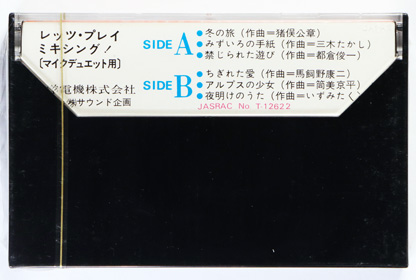 レッツ・プレイ
ミキシング!
〔マイクデュエット用〕
電機株式会社
㈱サウンド企画
SIDE A
●冬の旅(作曲=猪俣公章)
●みずいろの手紙(作曲=三木たかし)
●禁じられた遊び(作曲=都倉俊一)
SIDE B
●ちぎれた愛(作曲=馬飼野康二)
●アルプスの少女(作曲=筒美京平)
●夜明けのうた(作曲=いずみたく)
JASRAC No T-12622